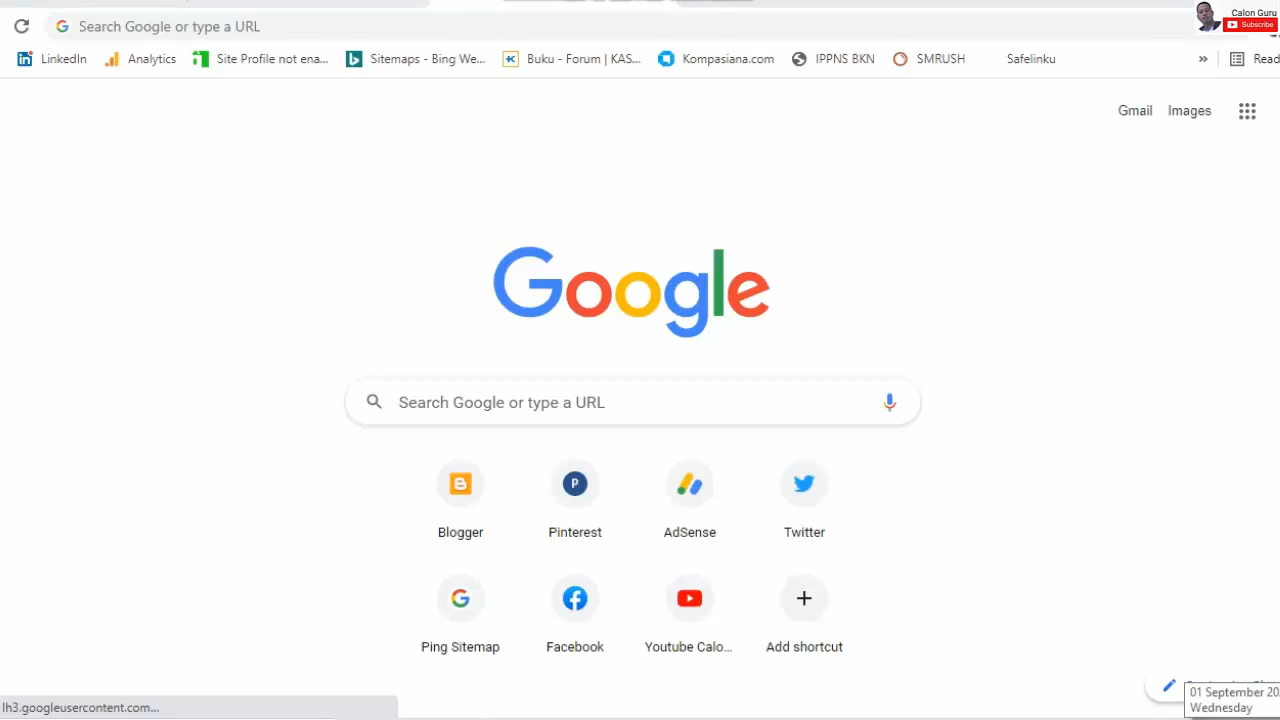 Search Google or type a URL
Calon Guru
Subscribe
LinkedIn Analytics Site Profile not ena... Sitemaps - Bing We... Buku - Forum | KAS... Kompasiana.com IPPNS BKN SMRUSH Safelinku » Read
Gmail Images
Google
Search Google or type a URL
Blogger Pinterest AdSense Twitter
Ping Sitemap Facebook Youtube Calo... Add shortcut
lh3.googleusercontent.com...
01 September 20
Wednesday